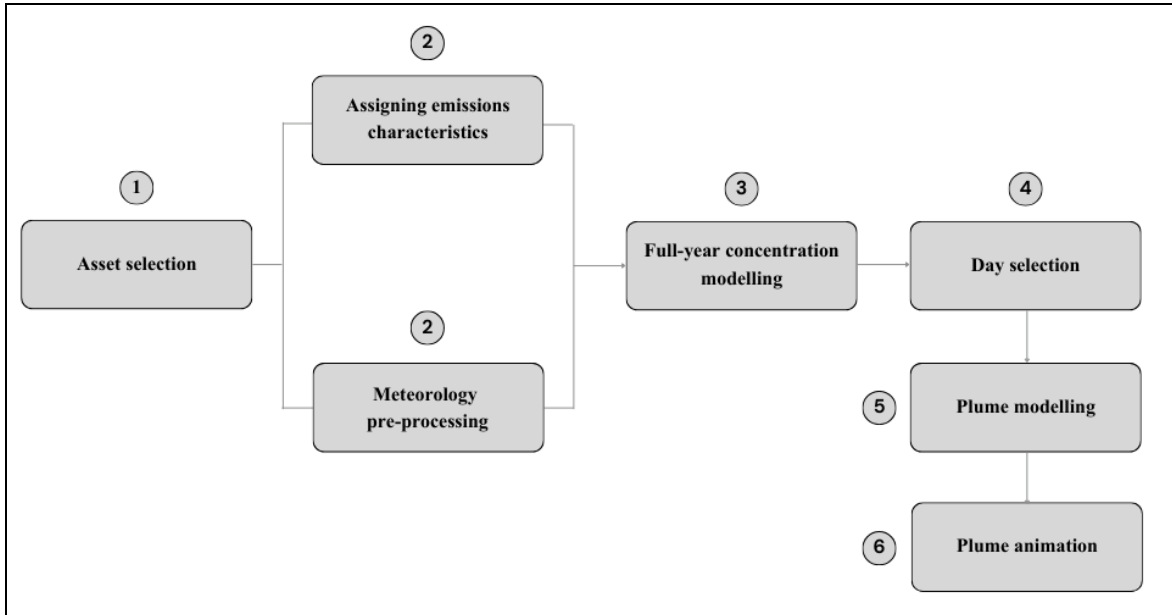 1
Asset selection
2
Assigning emissions
characteristics
2
Meteorology
pre-processing
3
Full-year concentration
modelling
4
Day selection
5
Plume modelling
6
Plume animation